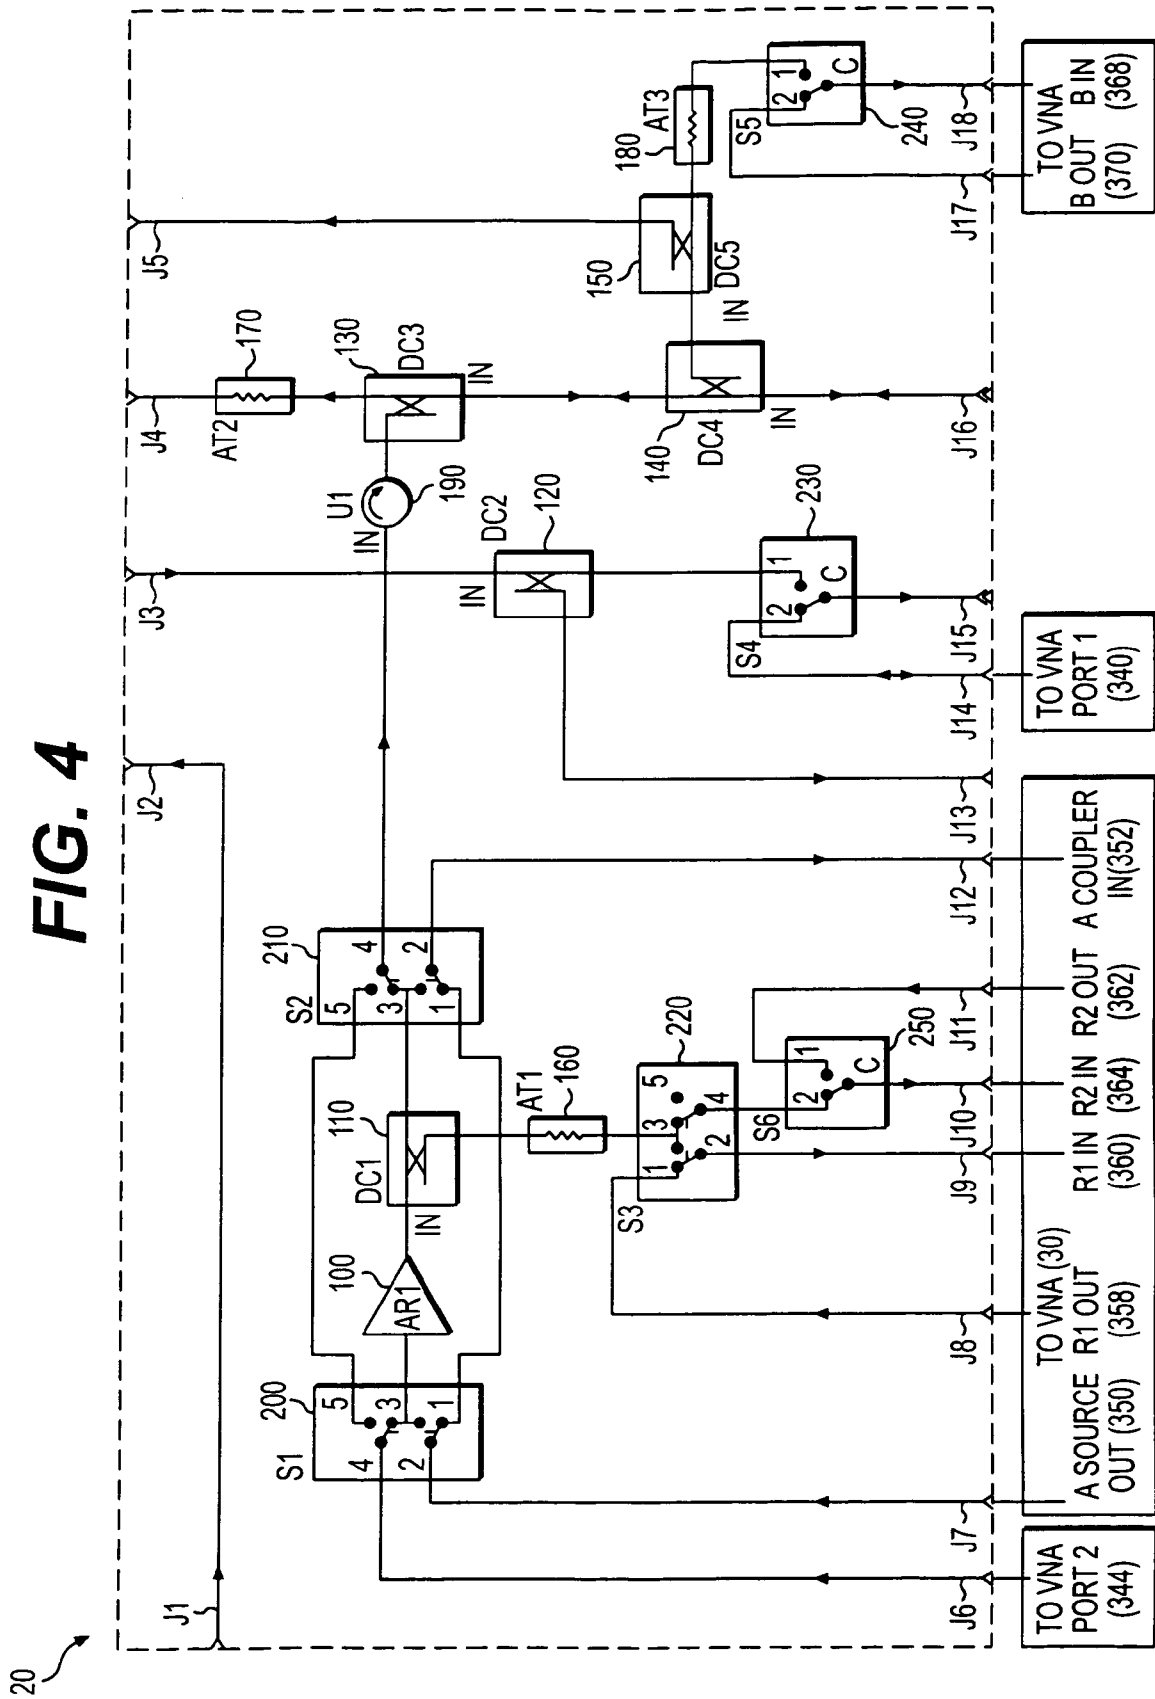 FIG. 4
20
J1
J2
J3
J4
J5
S1
200
5
4
3
2
1
100
AR1
IN
DC1
110
AT1
160
S2
210
5
4
3
2
1
S3
220
1
2
3
4
5
S6
250
2
1
C
U1
IN
190
DC2
IN
120
DC3
130
IN
AT2
170
DC4
140
IN
DC5
150
IN
180
AT3
S4
230
2
1
C
S5
240
2
1
C
J6
J7
J8
J9
J10
J11
J12
J13
J14
J15
J16
J17
J18
TO VNA
PORT 2
(344)
TO VNA (30)
A SOURCE R1 OUT R1 IN R2 IN R2 OUT A COUPLER
OUT (350) (358) (360) (364) (362) IN(352)
TO VNA
PORT 1
(340)
TO VNA
B OUT B IN
(370) (368)